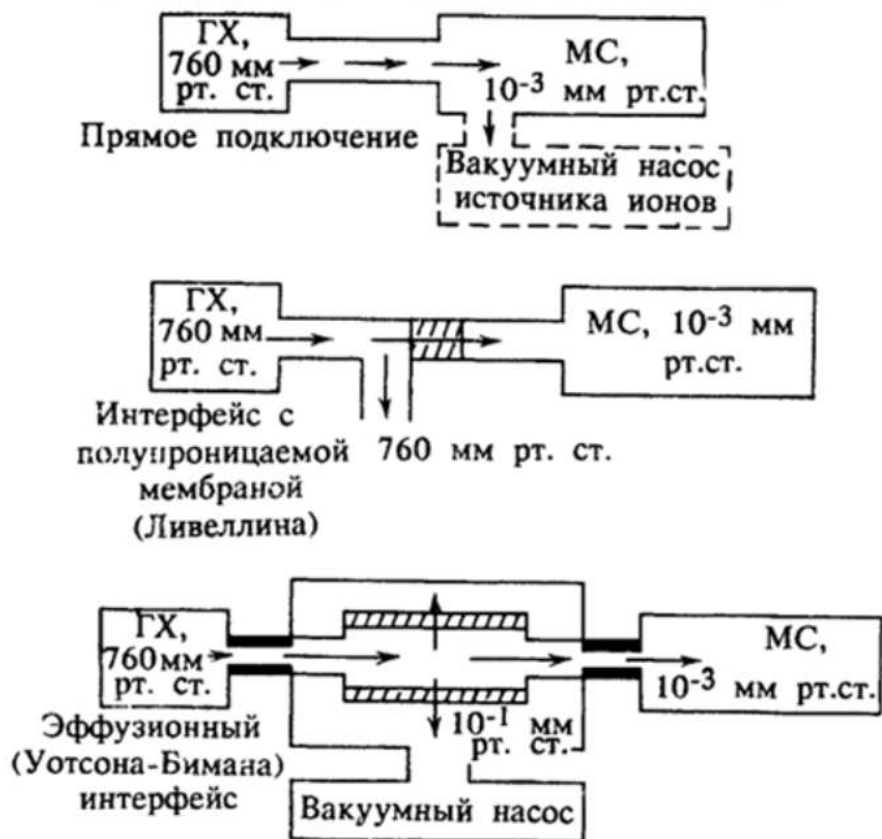 ГХ,
760 мм
рт. ст.
МС,
10⁻³ мм рт.ст.
Прямое подключение
Вакуумный насос
источника ионов
ГХ,
760 мм
рт. ст.
МС, 10⁻³ мм
рт.ст.
Интерфейс с
полупроницаемой
мембраной
(Ливеллина)
760 мм рт. ст.
ГХ,
760 мм
рт. ст.
МС,
10⁻³ мм рт.ст.
10⁻¹ мм
рт. ст.
Эффузионный
(Уотсона-Бимана)
интерфейс
Вакуумный насос